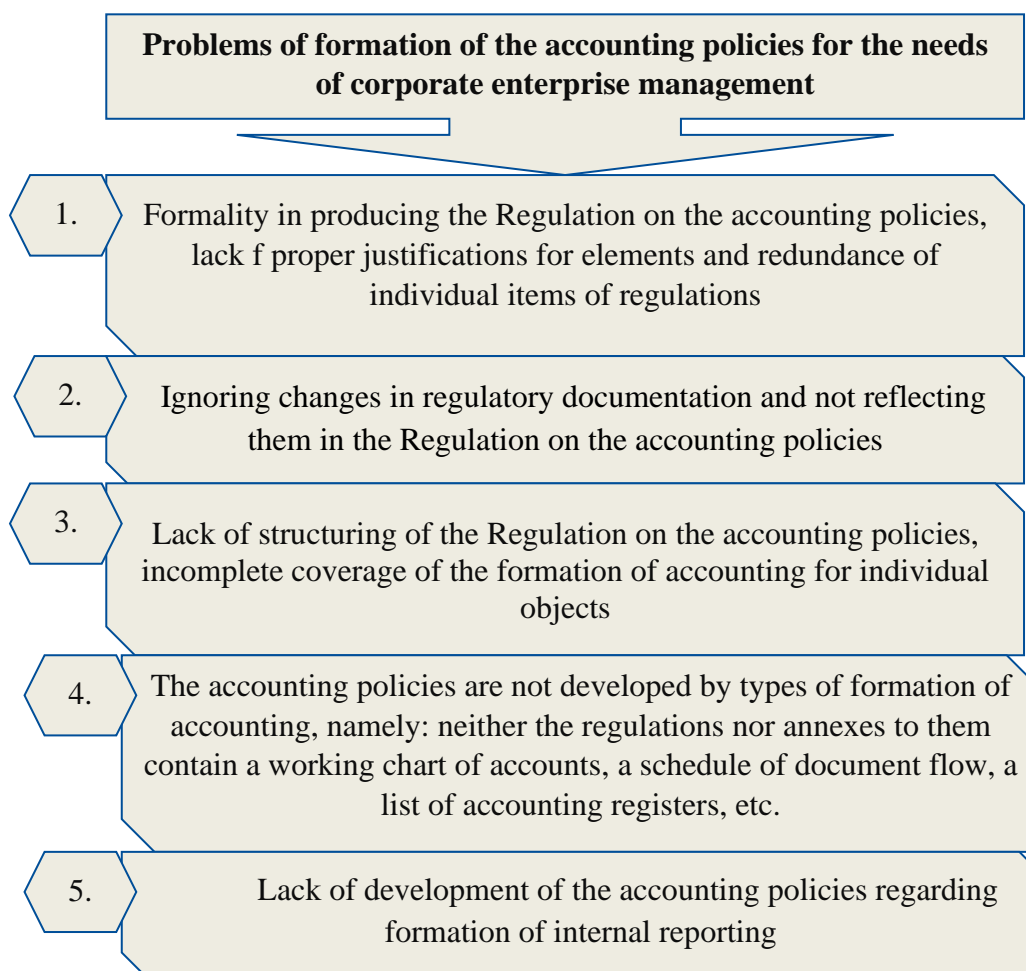 Problems of formation of the accounting policies for the needs
of corporate enterprise management
1.
Formality in producing the Regulation on the accounting policies,
lack f proper justifications for elements and redundance of
individual items of regulations
2.
Ignoring changes in regulatory documentation and not reflecting
them in the Regulation on the accounting policies
3.
Lack of structuring of the Regulation on the accounting policies,
incomplete coverage of the formation of accounting for individual
objects
4.
The accounting policies are not developed by types of formation of
accounting, namely: neither the regulations nor annexes to them
contain a working chart of accounts, a schedule of document flow, a
list of accounting registers, etc.
5.
Lack of development of the accounting policies regarding
formation of internal reporting